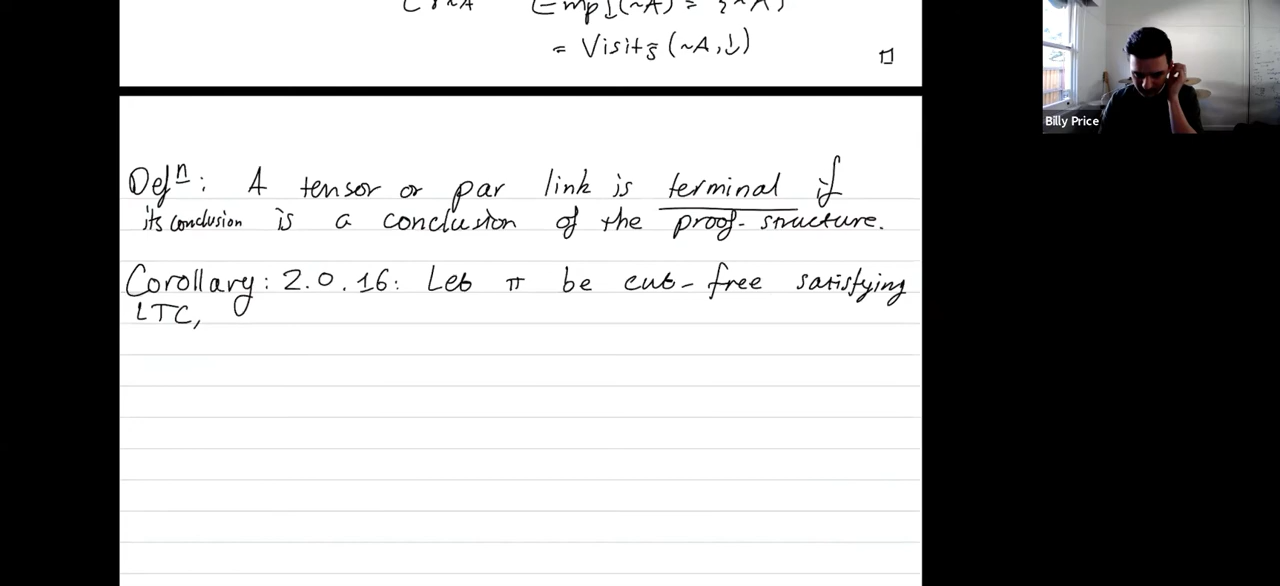 = Visits (~A, ↓)
□
Billy Price
Defⁿ: A tensor or par link is terminal if
its conclusion is a conclusion of the proof-structure.
Corollary: 2.0.16: Let π be cut-free satisfying
LTC,